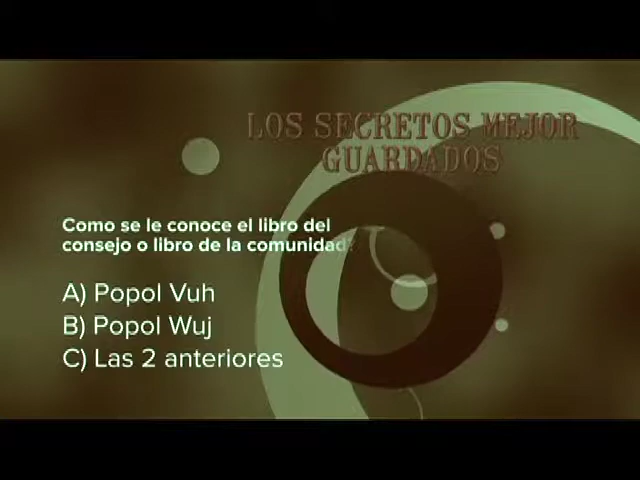 LOS SECRETOS MEJOR
GUARDADOS
Como se le conoce el libro del
consejo o libro de la comunidad?
A) Popol Vuh
B) Popol Wuj
C) Las 2 anteriores